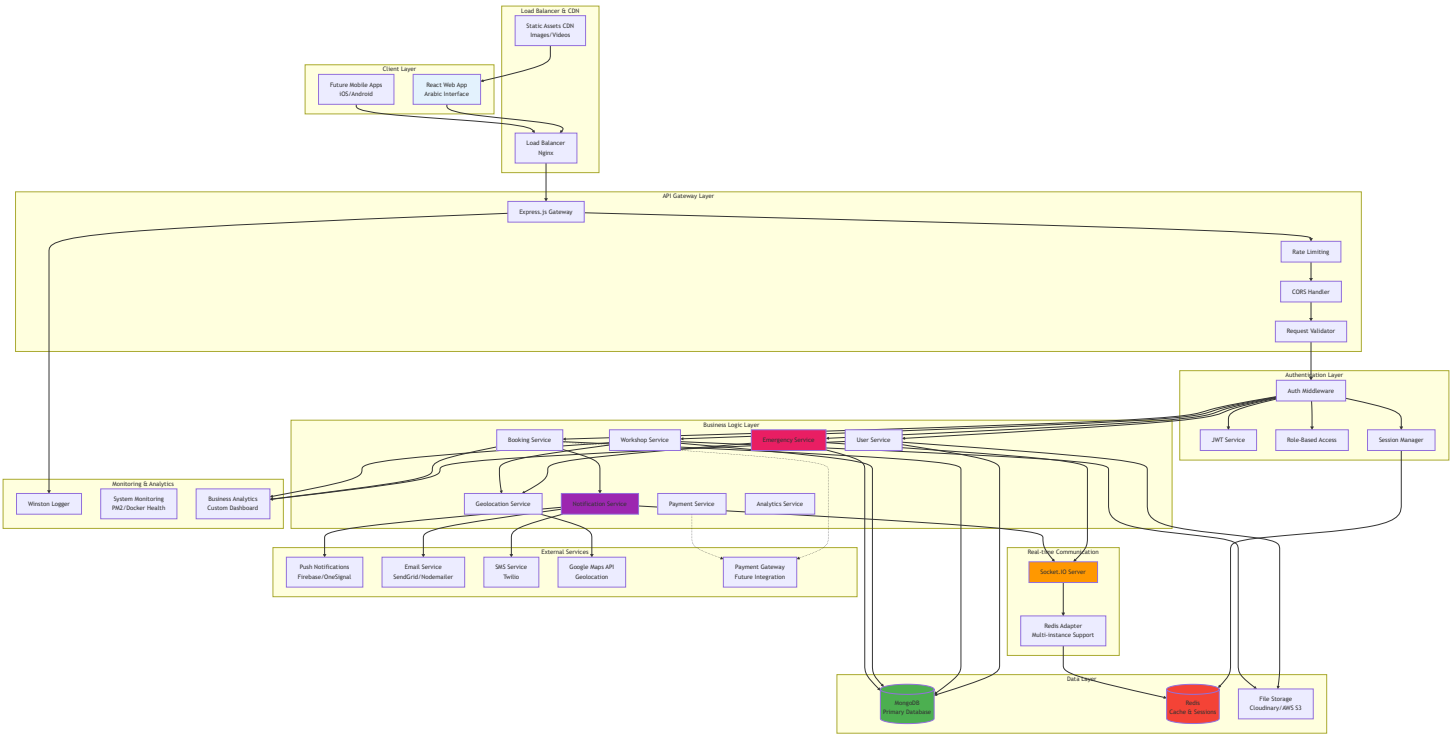 Load Balancer & CDN
Static Assets CDN
Images/Videos
Client Layer
Future Mobile Apps
iOS/Android
React Web App
Arabic Interface
Load Balancer
Nginx
API Gateway Layer
Express.js Gateway
Rate Limiting
CORS Handler
Request Validator
Authentication Layer
Auth Middleware
JWT Service
Role-Based Access
Session Manager
Business Logic Layer
Booking Service
Workshop Service
Emergency Service
User Service
Geolocation Service
Notification Service
Payment Service
Analytics Service
Monitoring & Analytics
Winston Logger
System Monitoring
PM2/Docker Health
Business Analytics
Custom Dashboard
External Services
Push Notifications
Firebase/OneSignal
Email Service
SendGrid/Nodemailer
SMS Service
Twilio
Google Maps API
Geolocation
Payment Gateway
Future Integration
Real-time Communication
Socket.IO Server
Redis Adapter
Multi-instance Support
Data Layer
MongoDB
Primary Database
Redis
Cache & Sessions
File Storage
Cloudinary/AWS S3